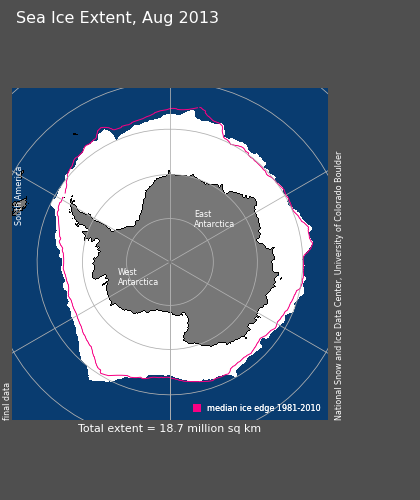 Sea Ice Extent, Aug 2013
South America
East
Antarctica
West
Antarctica
National Snow and Ice Data Center, University of Colorado Boulder
final data
median ice edge 1981-2010
Total extent = 18.7 million sq km